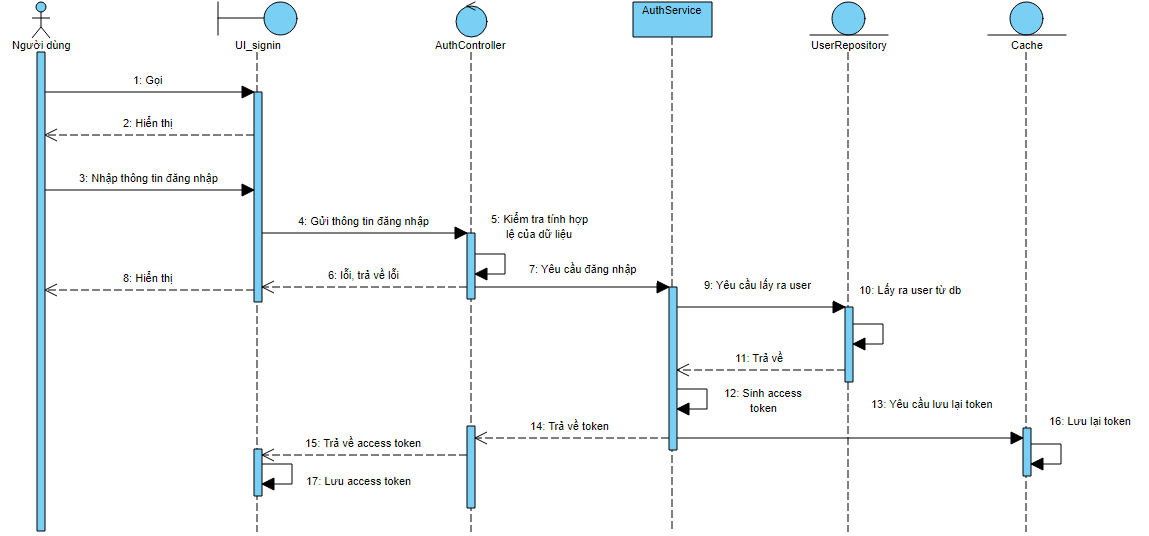 AuthService
Người dùng
UI_signin
AuthController
UserRepository
Cache
1: Gọi
2: Hiển thị
3: Nhập thông tin đăng nhập
4: Gửi thông tin đăng nhập
5: Kiểm tra tính hợp
lệ của dữ liệu
6: lỗi, trả về lỗi
7: Yêu cầu đăng nhập
8: Hiển thị
9: Yêu cầu lấy ra user
10: Lấy ra user từ db
11: Trả về
12: Sinh access
token
13: Yêu cầu lưu lại token
14: Trả về token
15: Trả về access token
16: Lưu lại token
17: Lưu access token